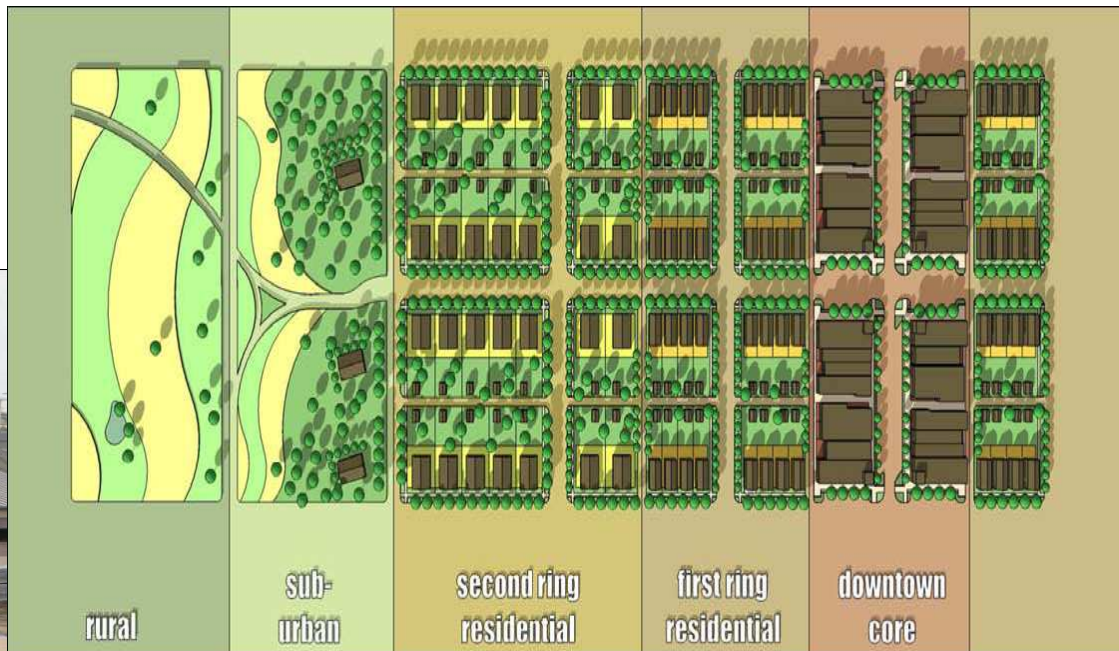 rural
sub-
urban
second ring
residential
first ring
residential
downtown
core